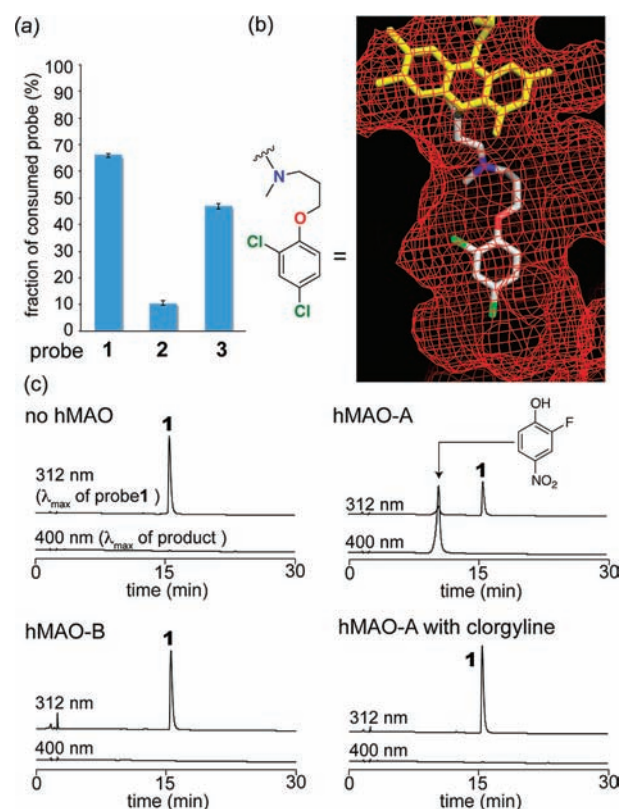 (a)
fraction of consumed probe (%)
100
90
80
70
60
50
40
30
20
10
0
probe 1 2 3
(b)
N
O
Cl
Cl
=
(c)
no hMAO
1
312 nm
(λmax of probe1 )
400 nm (λmax of product )
0 15 30
time (min)
hMAO-A
OH
F
NO2
1
312 nm
400 nm
0 15 30
time (min)
hMAO-B
1
312 nm
400 nm
0 15 30
time (min)
hMAO-A with clorgyline
1
312 nm
400 nm
0 15 30
time (min)